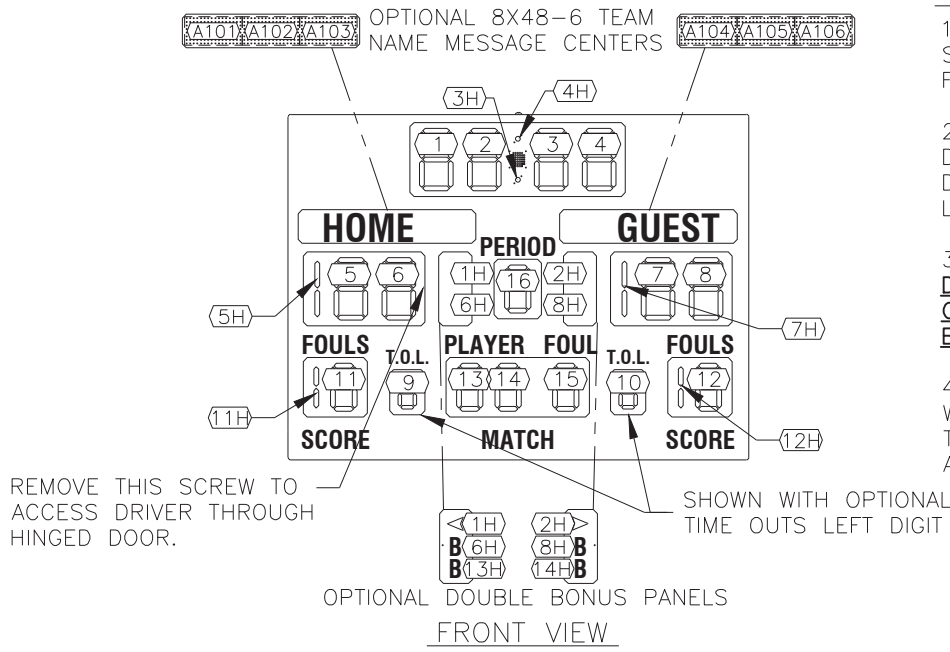 OPTIONAL 8X48-6 TEAM
NAME MESSAGE CENTERS
A101 A102 A103
A104 A105 A106
3H
4H
1 2 3 4
HOME
GUEST
PERIOD
5 6
1H
16
2H
7 8
6H
8H
5H
7H
FOULS
PLAYER
FOUL
FOULS
T.O.L.
T.O.L.
11
9
13 14
15
10
12
11H
12H
SCORE
MATCH
SCORE
REMOVE THIS SCREW TO
ACCESS DRIVER THROUGH
HINGED DOOR.
SHOWN WITH OPTIONAL
TIME OUTS LEFT DIGIT
1H
2H
B 6H
8H B
B 13H
14H B
OPTIONAL DOUBLE BONUS PANELS
FRONT VIEW